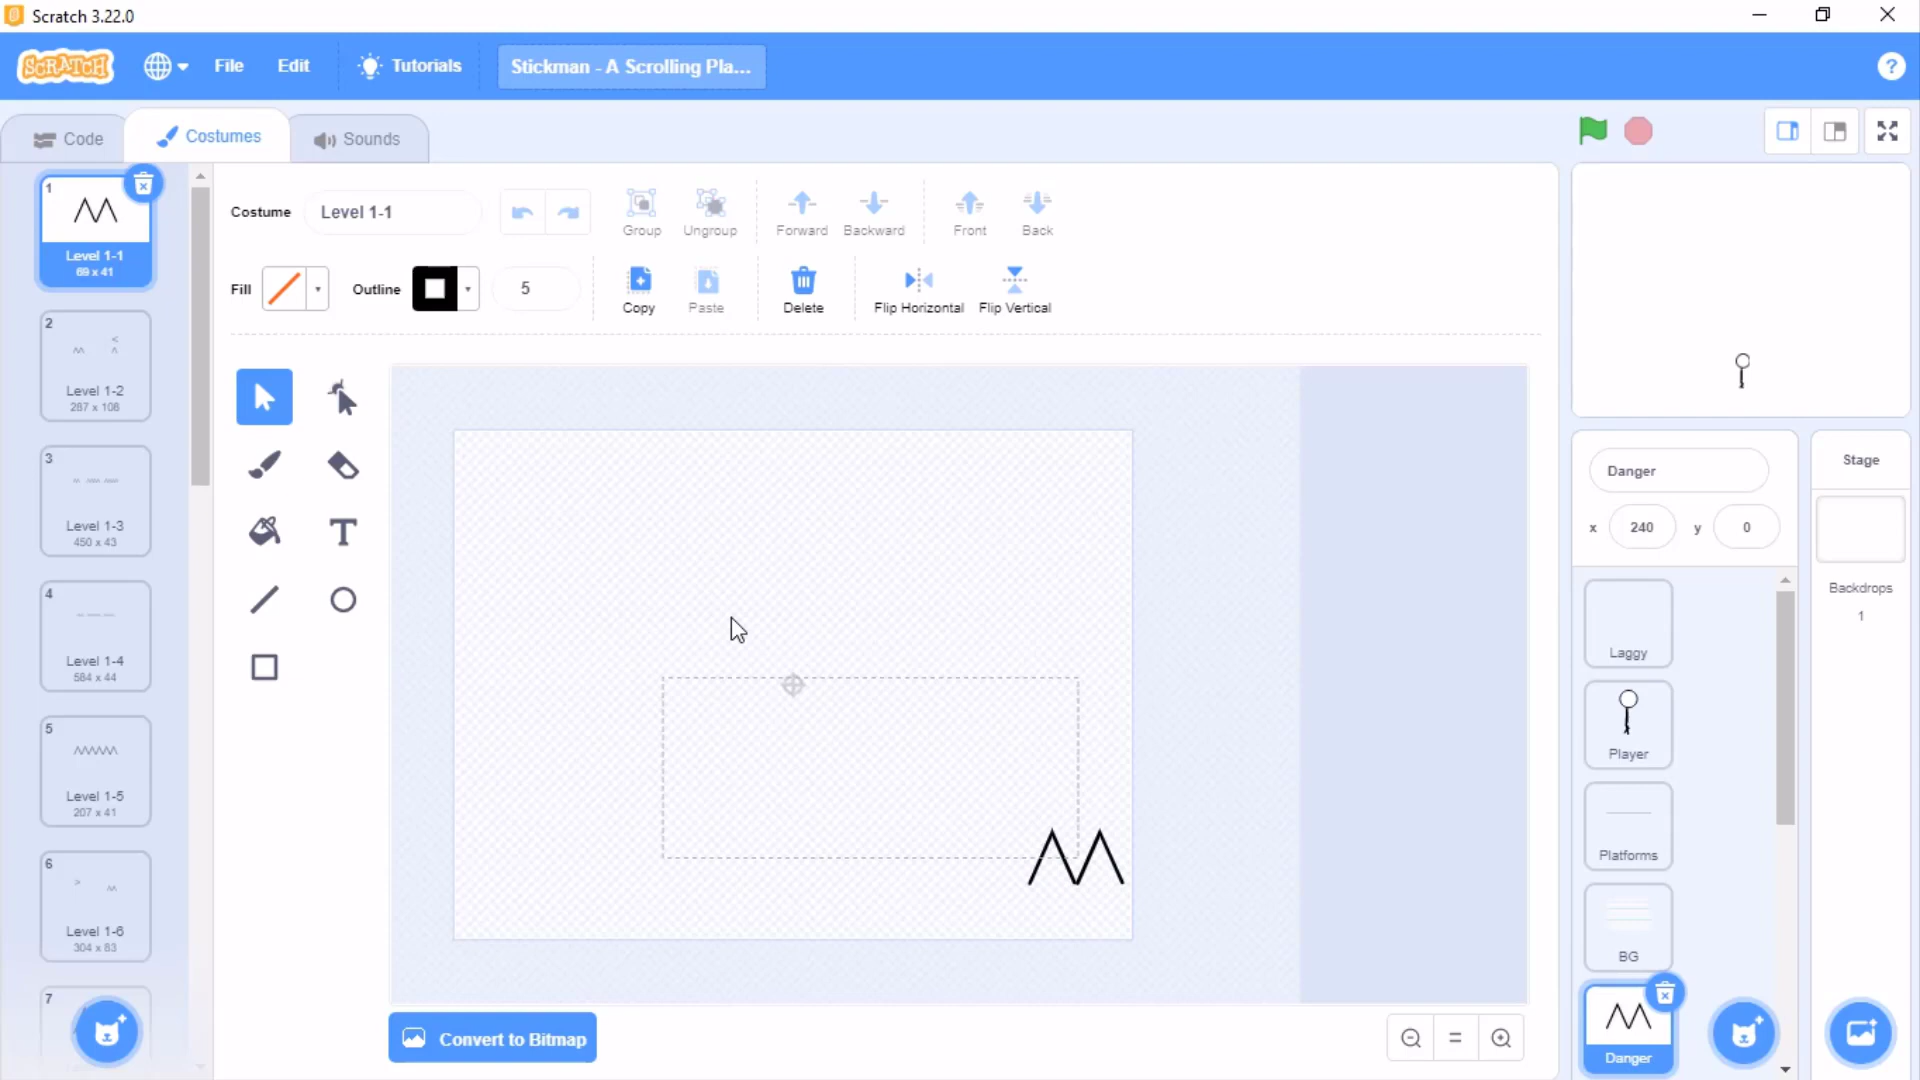 Scratch 3.22.0
SCRATCH
File
Edit
Tutorials
Stickman - A Scrolling Pla...
?
Code
Costumes
Sounds
1
Level 1-1
69 x 41
2
Level 1-2
287 x 108
3
Level 1-3
450 x 43
4
Level 1-4
584 x 44
5
Level 1-5
207 x 41
6
Level 1-6
304 x 83
7
Costume
Level 1-1
Group
Ungroup
Forward
Backward
Front
Back
Fill
Outline
5
Copy
Paste
Delete
Flip Horizontal
Flip Vertical
T
Convert to Bitmap
Danger
x
240
y
0
Laggy
Player
Platforms
BG
Danger
Stage
Backdrops
1